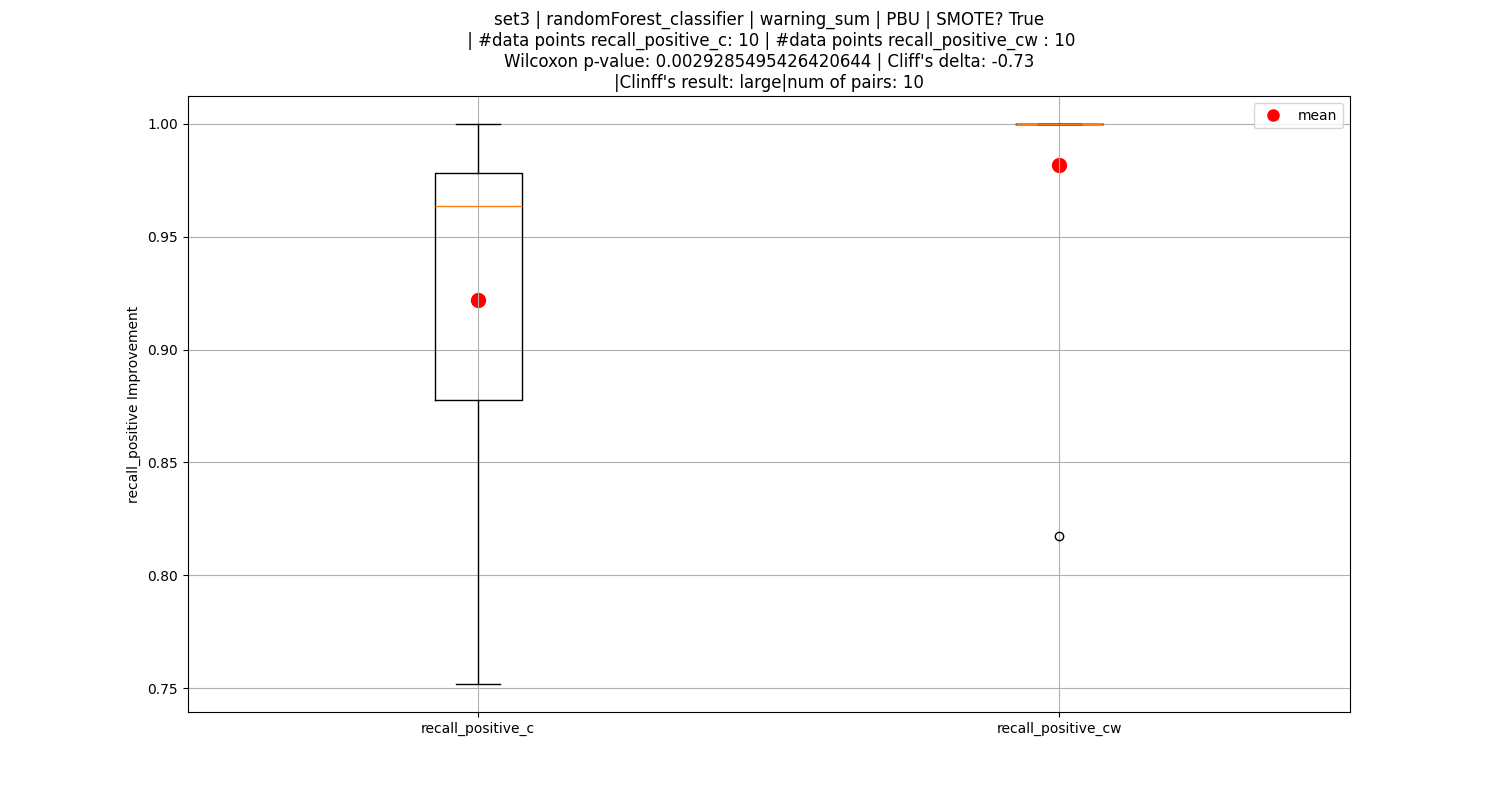 set3 | randomForest_classifier | warning_sum | PBU | SMOTE? True
| #data points recall_positive_c: 10 | #data points recall_positive_cw : 10
Wilcoxon p-value: 0.0029285495426420644 | Cliff's delta: -0.73
|Clinff's result: large|num of pairs: 10
mean
recall_positive Improvement
1.00
0.95
0.90
0.85
0.80
0.75
recall_positive_c
recall_positive_cw